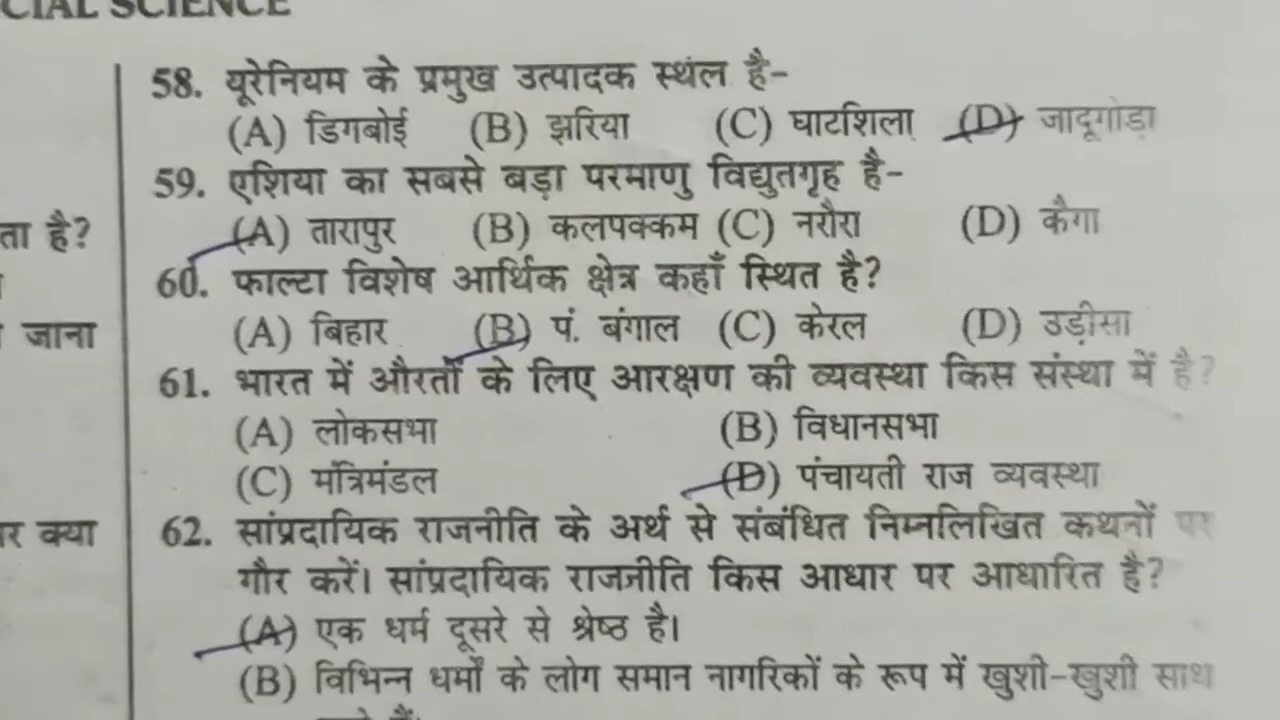 SCIENCE
58. यूरेनियम के प्रमुख उत्पादक स्थल है-
(A) डिगबोई (B) झरिया (C) घाटशिला (D) जादूगोड़ा
59. एशिया का सबसे बड़ा परमाणु विद्युतगृह है-
ता है?
(A) तारापुर (B) कलपक्कम (C) नरौरा (D) कैगा
60. फाल्टा विशेष आर्थिक क्षेत्र कहाँ स्थित है?
जाना
(A) बिहार (B) पं. बंगाल (C) केरल (D) उड़ीसा
61. भारत में औरतों के लिए आरक्षण की व्यवस्था किस संस्था में है?
(A) लोकसभा (B) विधानसभा
(C) मंत्रिमंडल (D) पंचायती राज व्यवस्था
क्या
62. सांप्रदायिक राजनीति के अर्थ से संबंधित निम्नलिखित कथनों पर
गौर करें। सांप्रदायिक राजनीति किस आधार पर आधारित है?
(A) एक धर्म दूसरे से श्रेष्ठ है।
(B) विभिन्न धर्मों के लोग समान नागरिकों के रूप में खुशी-खुशी साथ